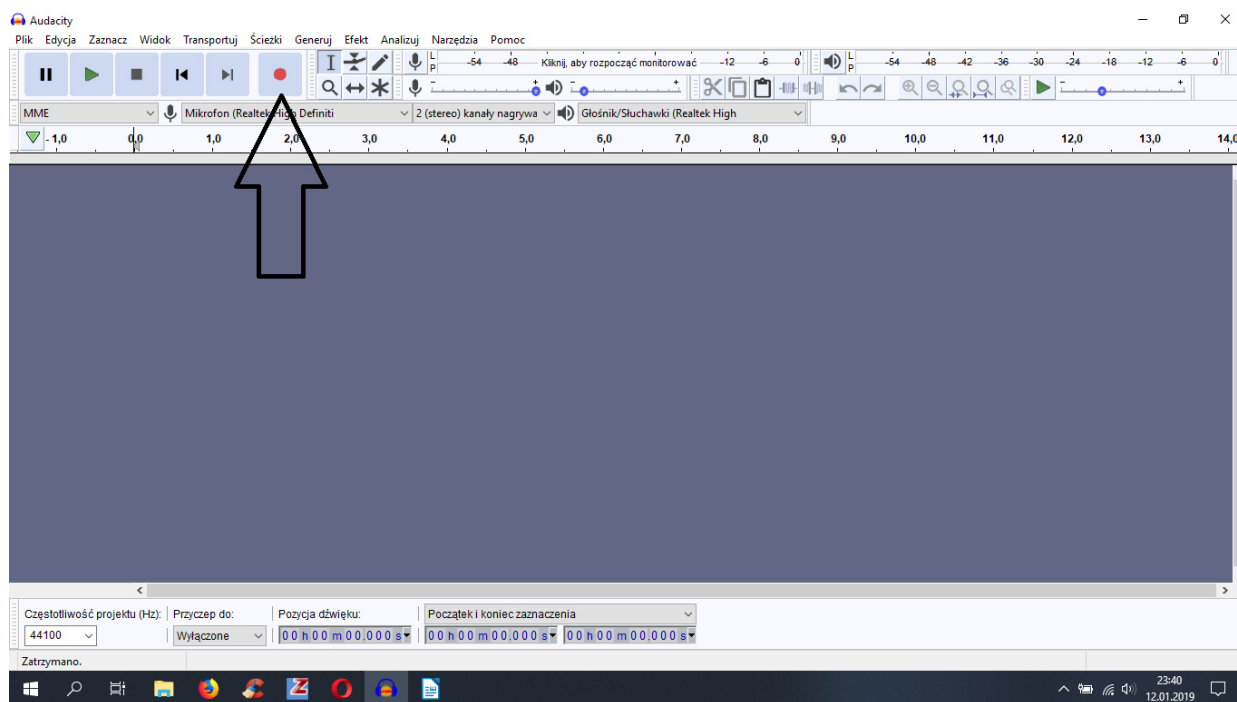 Audacity
Plik Edycja Zaznacz Widok Transportuj Ścieżki Generuj Efekt Analizuj Narzędzia Pomoc
L P -54 -48 Kliknij, aby rozpocząć monitorować -12 -6 0 L P -54 -48 -42 -36 -30 -24 -18 -12 -6 0
MME Mikrofon (Realtek High Definiti 2 (stereo) kanały nagrywa Głośnik/Słuchawki (Realtek High
- 1,0 0,0 1,0 2,0 3,0 4,0 5,0 6,0 7,0 8,0 9,0 10,0 11,0 12,0 13,0 14,0
Częstotliwość projektu (Hz): Przyczep do: Pozycja dźwięku: Początek i koniec zaznaczenia
44100 Wyłączone 00 h 00 m 00.000 s 00 h 00 m 00.000 s 00 h 00 m 00.000 s
Zatrzymano.
23:40
12.01.2019